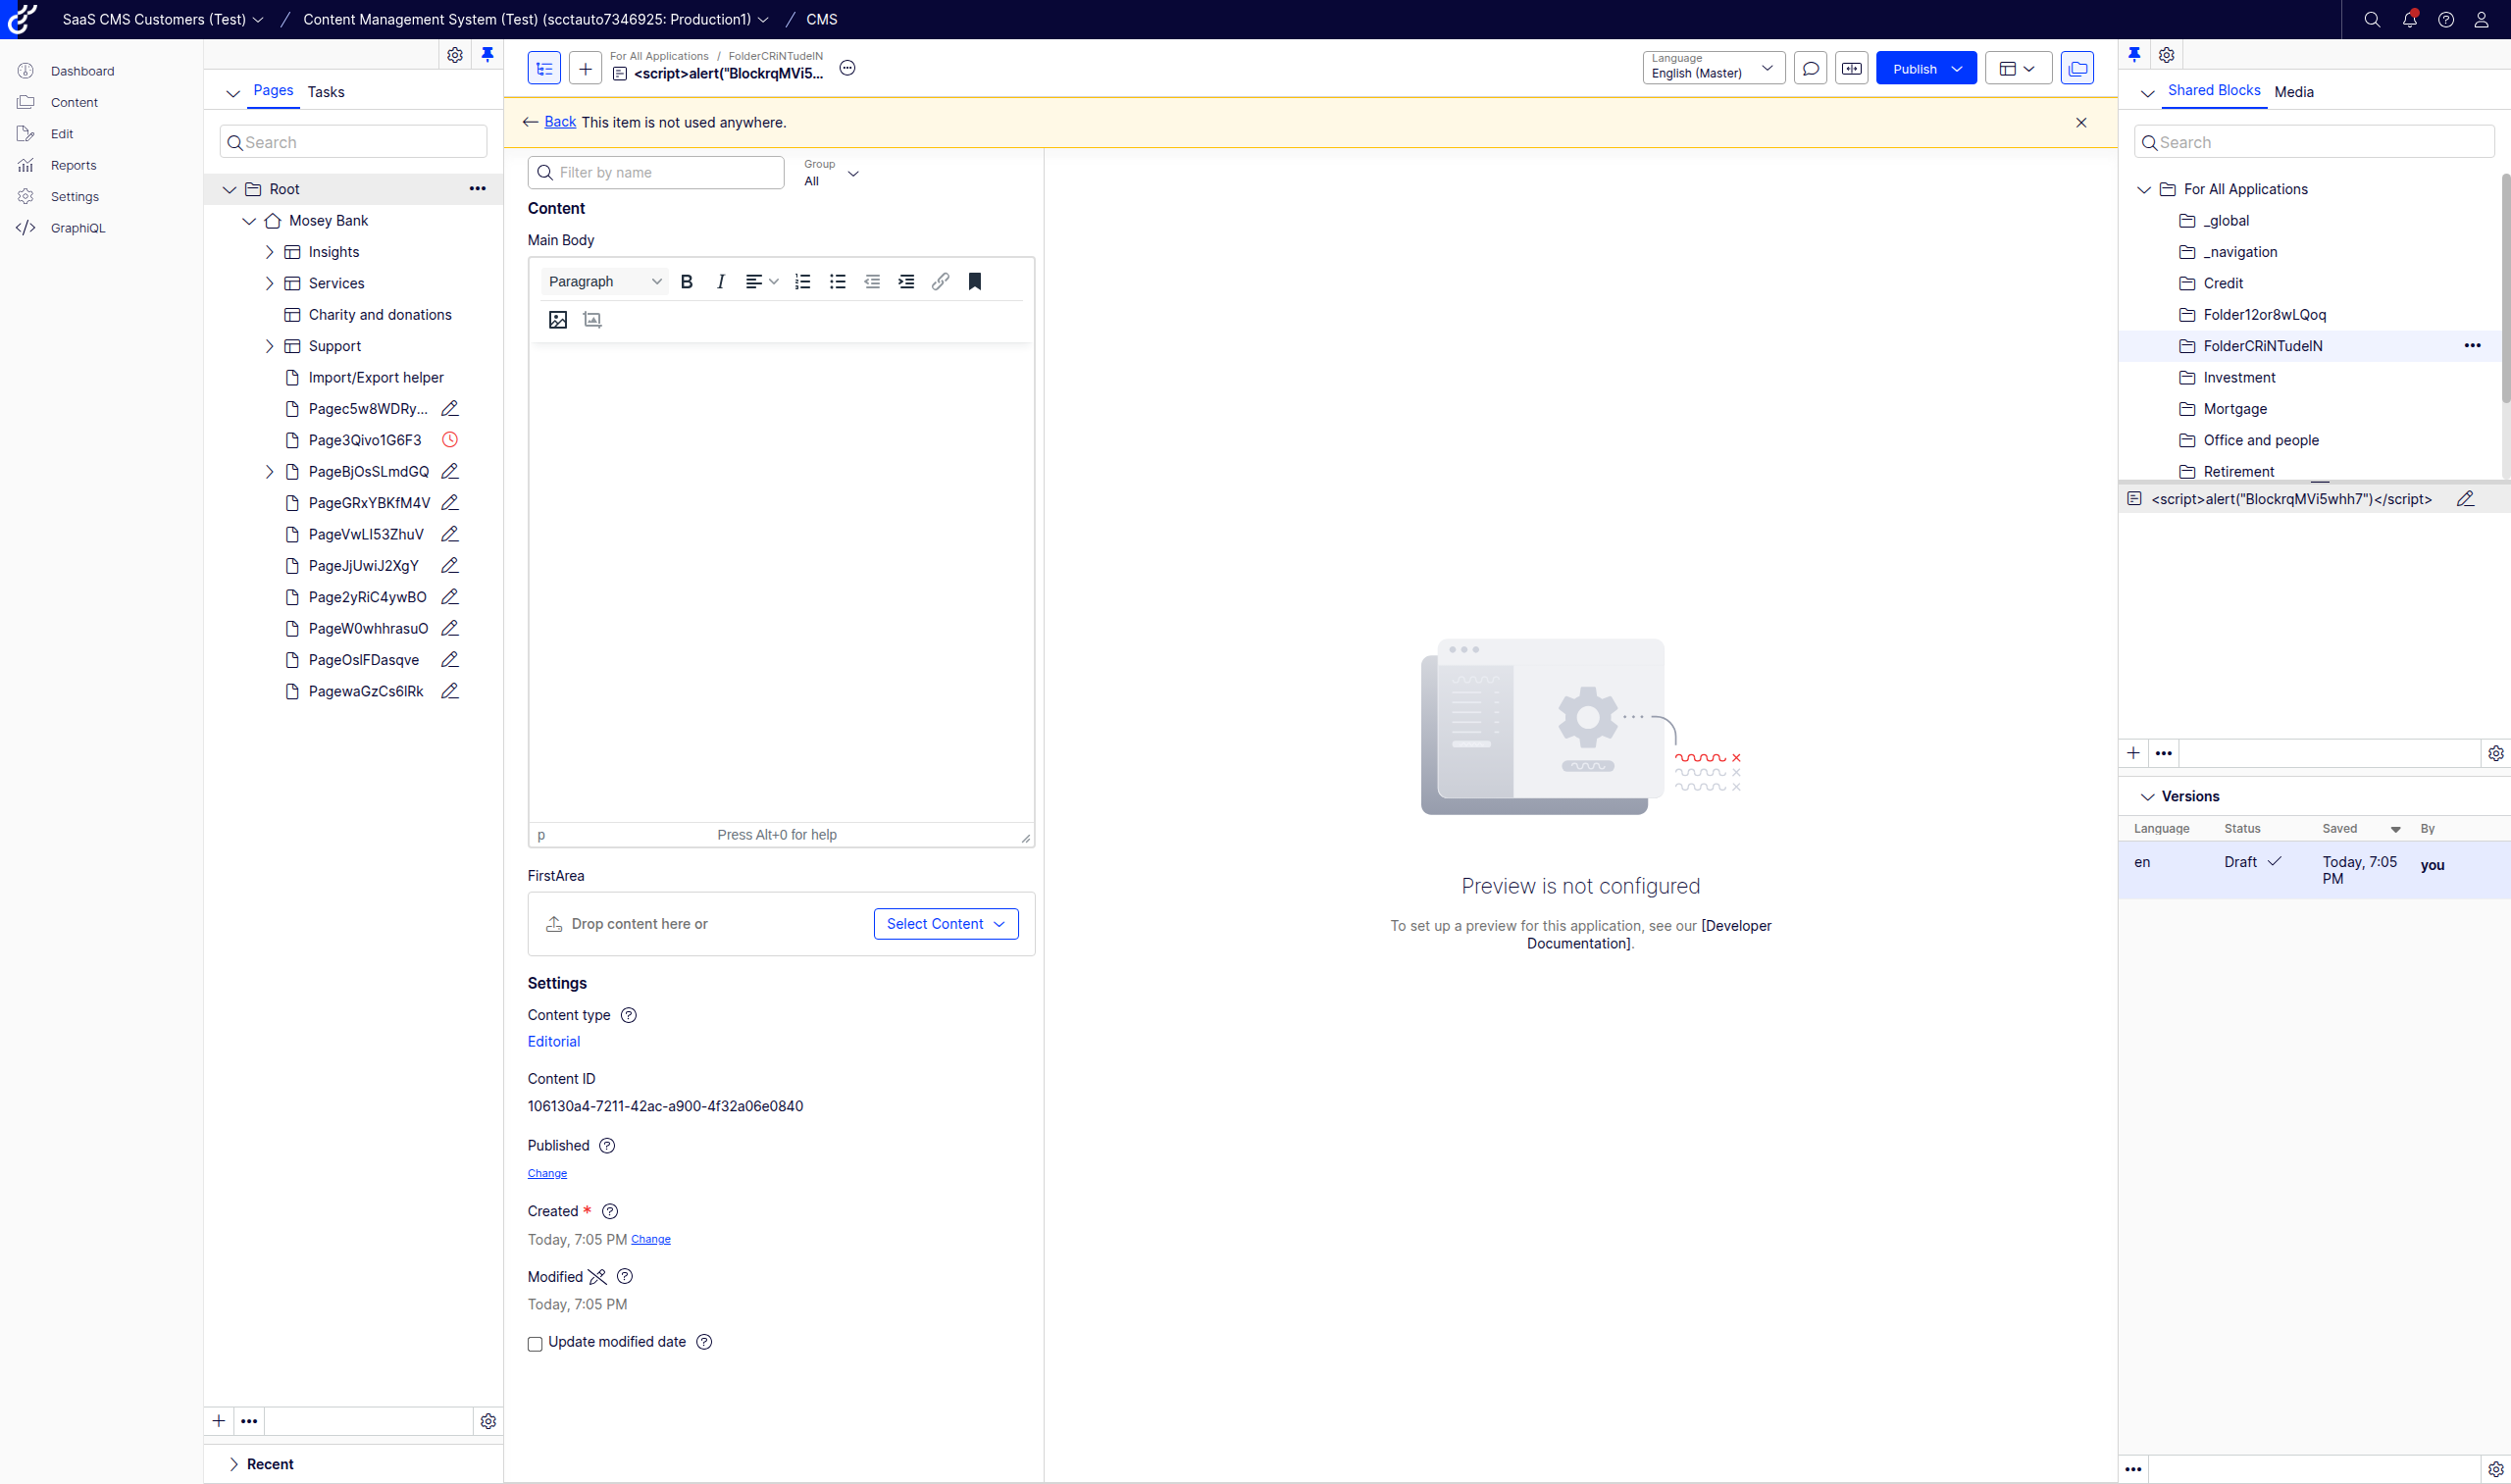 SaaS CMS Customers (Test) / Content Management System (Test) (scctauto7346925: Production1) / CMS
Dashboard
Content
Edit
Reports
Settings
GraphiQL
Pages Tasks
Search
Root
Mosey Bank
Insights
Services
Charity and donations
Support
Import/Export helper
Pagec5w8WDRy...
Page3Qivo1G6F3
PageBjOsSLmdGQ
PageGRxYBKfM4V
PageVwLI53ZhuV
PageJjUwiJ2XgY
Page2yRiC4ywBO
PageW0whhrasuO
PageOslFDasqve
PagewaGzCs6IRk
Recent
For All Applications / FolderCRiNTudeIN
<script>alert("BlockrqMVi5...
Language
English (Master)
Publish
Back This item is not used anywhere.
Filter by name
Group
All
Content
Main Body
Paragraph
p Press Alt+0 for help
FirstArea
Drop content here or Select Content
Settings
Content type
Editorial
Content ID
106130a4-7211-42ac-a900-4f32a06e0840
Published
Change
Created *
Today, 7:05 PM Change
Modified
Today, 7:05 PM
Update modified date
Preview is not configured
To set up a preview for this application, see our [Developer
Documentation].
Shared Blocks Media
Search
For All Applications
_global
_navigation
Credit
Folder12or8wLQoq
FolderCRiNTudeIN
Investment
Mortgage
Office and people
Retirement
<script>alert("BlockrqMVi5whh7")</script>
Versions
Language Status Saved By
en Draft Today, 7:05 PM you